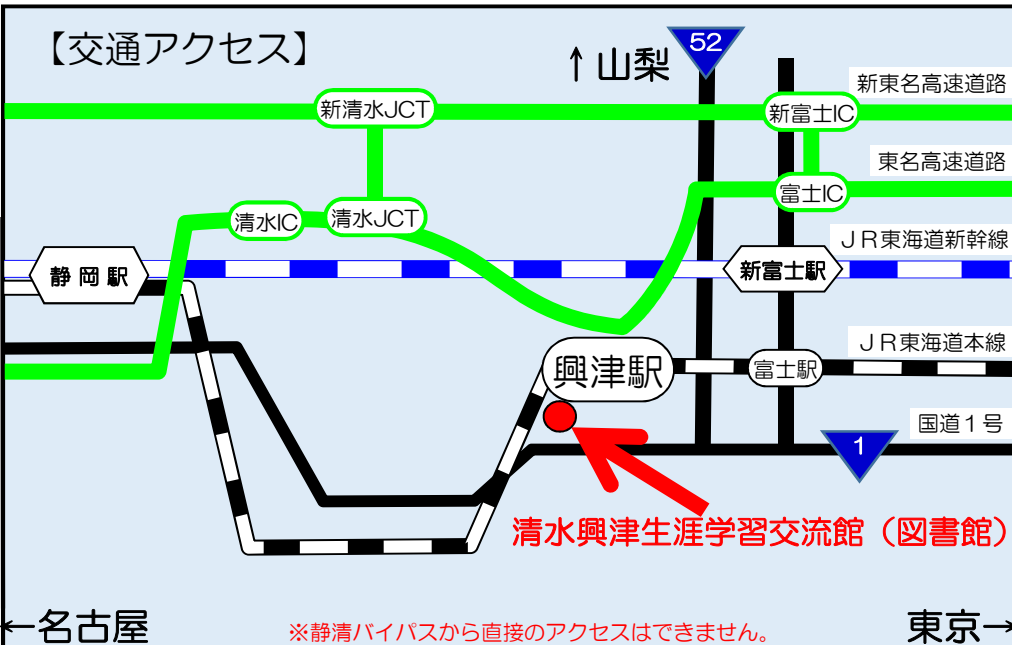 【交通アクセス】
↑山梨
52
新東名高速道路
新清水JCT
新富士IC
東名高速道路
富士IC
清水IC
清水JCT
JR東海道新幹線
静岡駅
新富士駅
JR東海道本線
興津駅
富士駅
国道1号
1
清水興津生涯学習交流館（図書館）
←名古屋
※静清バイパスから直接のアクセスはできません。
東京→